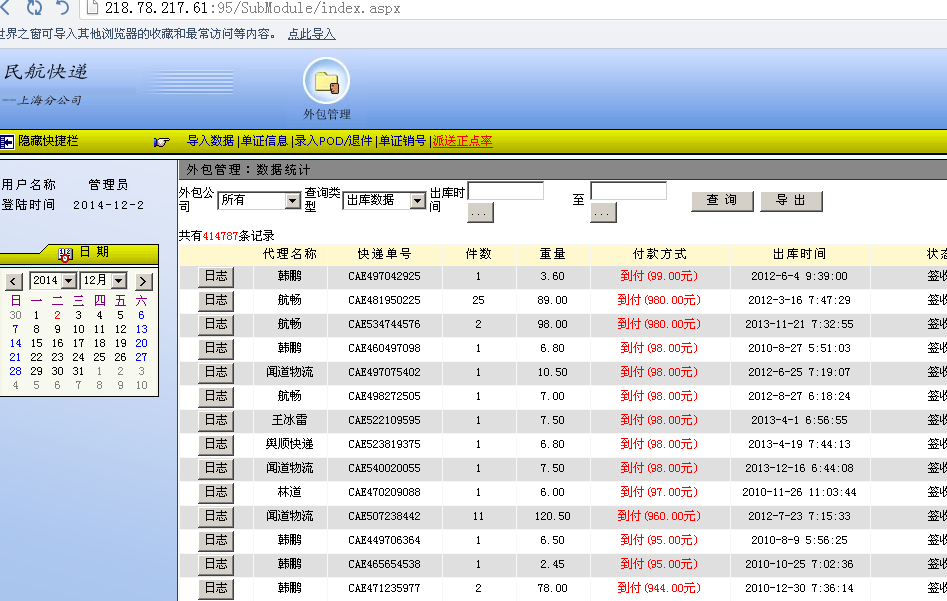 218.78.217.61:95/SubModule/index.aspx
世界之窗可导入其他浏览器的收藏和最常访问等内容。 点此导入
民航快递
--上海分公司
外包管理
隐藏快捷栏 导入数据|单证信息|录入POD/退件|单证销号|派送正点率
用户名称 管理员
登陆时间 2014-12-2
日 期
2014 12月
日 一 二 三 四 五 六
30 1 2 3 4 5 6
7 8 9 10 11 12 13
14 15 16 17 18 19 20
21 22 23 24 25 26 27
28 29 30 31 1 2 3
4 5 6 7 8 9 10
外包管理：数据统计
外包公司 所有 查询类型 出库数据 出库时间 ... 至 ... 查 询 导 出
共有414787条记录
代理名称 快递单号 件数 重量 付款方式 出库时间 状态
日志 韩鹏 CAE497042925 1 3.60 到付(99.00元) 2012-6-4 9:39:00 签收
日志 航畅 CAE481950225 25 89.00 到付(980.00元) 2012-3-16 7:47:29 签收
日志 航畅 CAE534744576 2 98.00 到付(980.00元) 2013-11-21 7:32:55 签收
日志 韩鹏 CAE460497098 1 6.80 到付(98.00元) 2010-8-27 5:51:03 签收
日志 闻道物流 CAE497075402 1 10.50 到付(98.00元) 2012-6-25 7:19:07 签收
日志 航畅 CAE498272505 1 7.00 到付(98.00元) 2012-8-27 6:18:24 签收
日志 王冰雷 CAE522109595 1 7.50 到付(98.00元) 2013-4-1 6:56:55 签收
日志 舆顺快递 CAE523819375 1 6.80 到付(98.00元) 2013-4-19 7:44:13 签收
日志 闻道物流 CAE540020055 1 7.50 到付(98.00元) 2013-12-16 6:44:08 签收
日志 林道 CAE470209088 1 6.00 到付(97.00元) 2010-11-26 11:03:44 签收
日志 闻道物流 CAE507238442 11 120.50 到付(960.00元) 2012-7-23 7:15:33 签收
日志 韩鹏 CAE449706364 1 6.50 到付(95.00元) 2010-8-9 5:56:25 签收
日志 韩鹏 CAE465654538 1 2.45 到付(95.00元) 2010-10-25 7:02:36 签收
日志 韩鹏 CAE471235977 2 78.00 到付(944.00元) 2010-12-30 7:36:14 签收